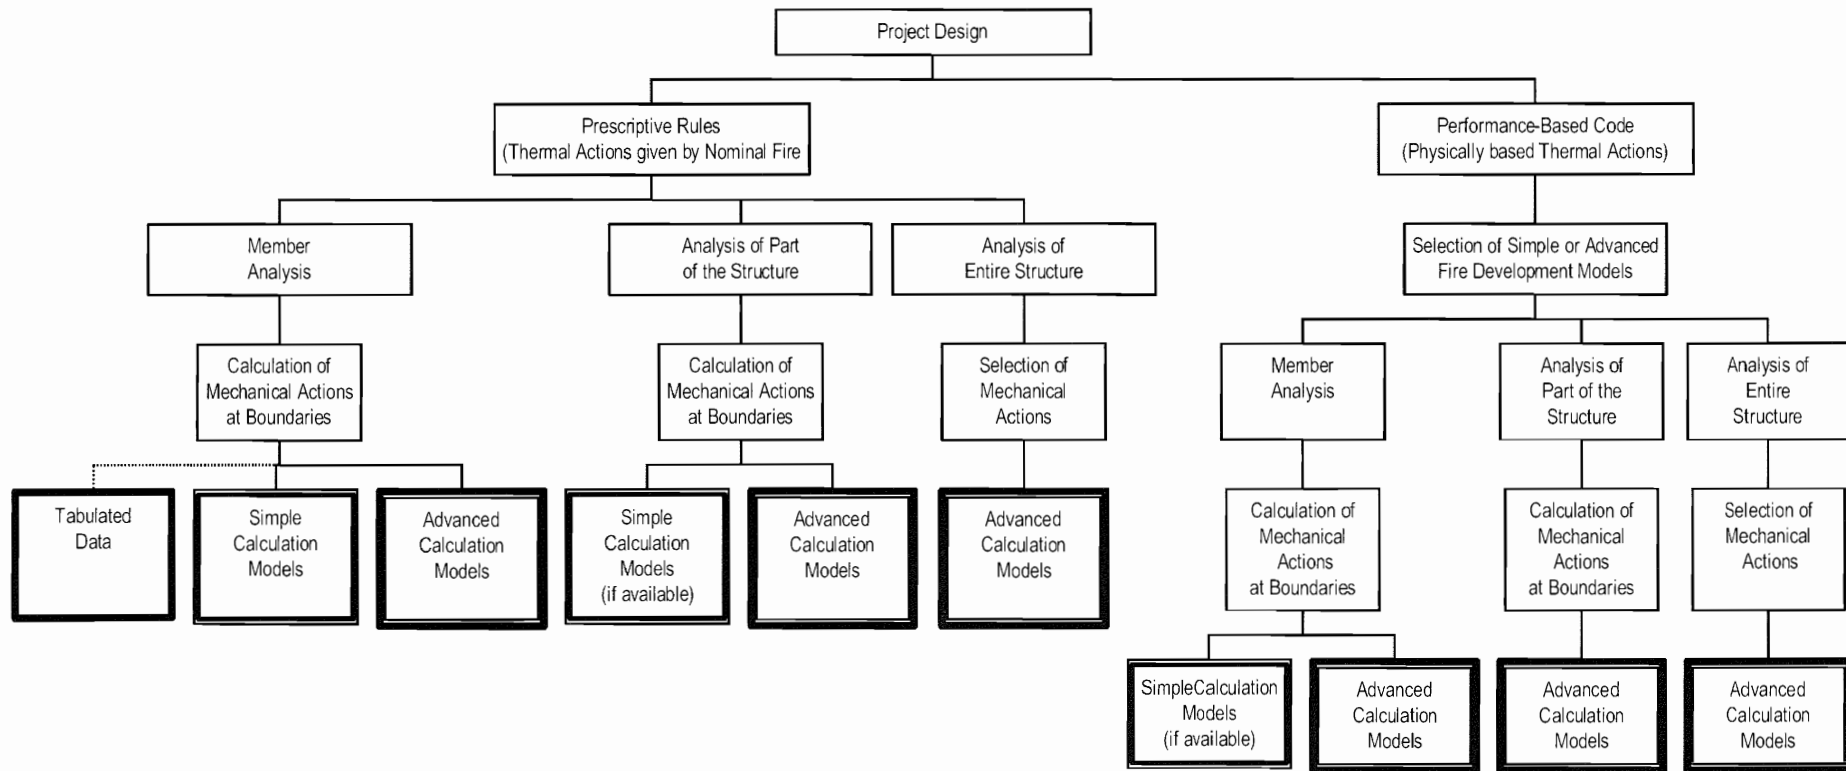 Project Design
Prescriptive Rules
(Thermal Actions given by Nominal Fire
Performance-Based Code
(Physically based Thermal Actions)
Member
Analysis
Analysis of Part
of the Structure
Analysis of
Entire Structure
Selection of Simple or Advanced
Fire Development Models
Calculation of
Mechanical Actions
at Boundaries
Calculation of
Mechanical Actions
at Boundaries
Selection of
Mechanical
Actions
Member
Analysis
Analysis of
Part of the
Structure
Analysis of
Entire
Structure
Tabulated
Data
Simple
Calculation
Models
Advanced
Calculation
Models
Simple
Calculation
Models
(if available)
Advanced
Calculation
Models
Advanced
Calculation
Models
Calculation of
Mechanical
Actions
at Boundaries
Calculation of
Mechanical
Actions
at Boundaries
Selection of
Mechanical
Actions
SimpleCalculation
Models
(if available)
Advanced
Calculation
Models
Advanced
Calculation
Models
Advanced
Calculation
Models